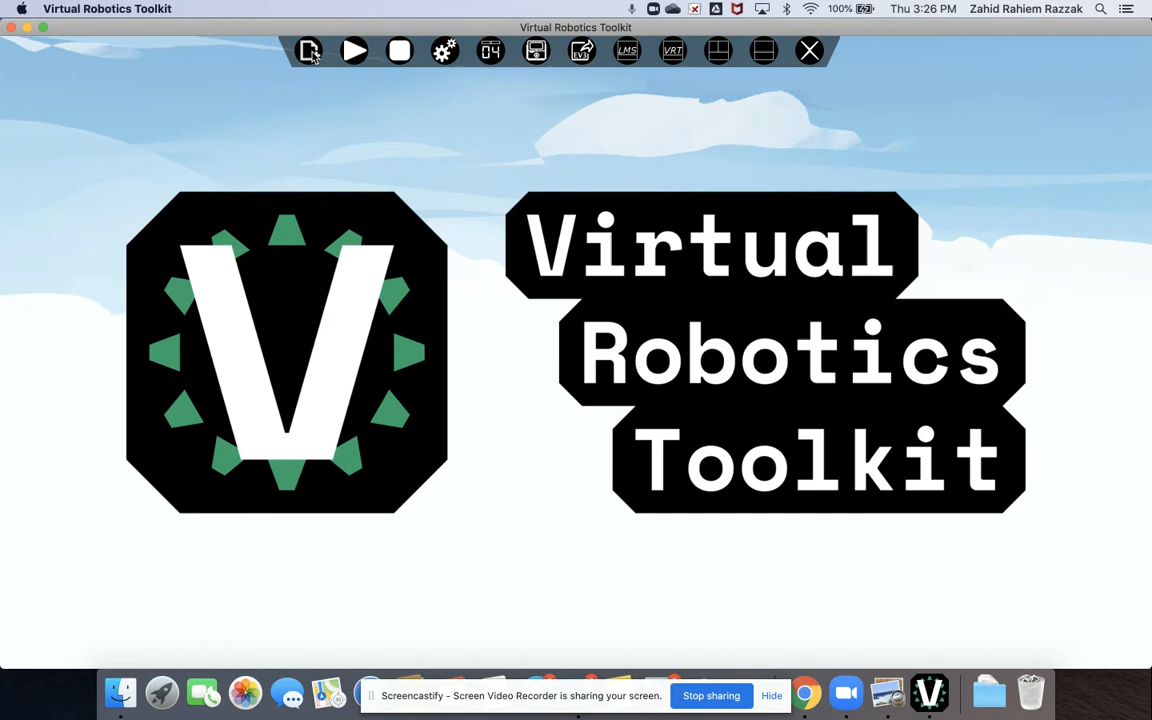 Virtual Robotics Toolkit
100%
Thu 3:26 PM
Zahid Rahiem Razzak
Virtual Robotics Toolkit
04
EV3
LMS
VRT
V
Virtual
Robotics
Toolkit
Screencastify - Screen Video Recorder is sharing your screen.
Stop sharing
Hide